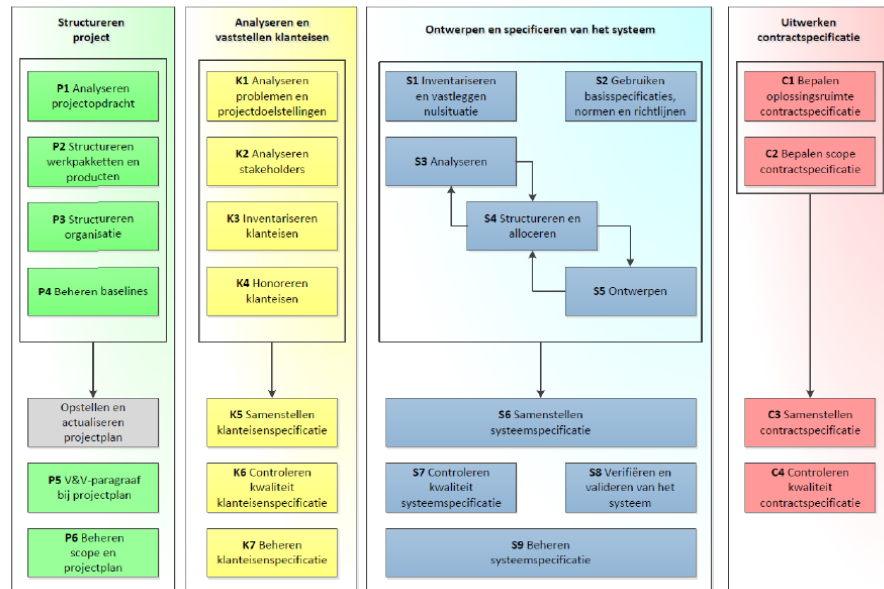 Structureren
project
P1 Analyseren
projectopdracht
P2 Structureren
werkpakketten en
producten
P3 Structureren
organisatie
P4 Beheren baselines
Opstellen en
actualiseren
projectplan
P5 V&V-paragraaf
bij projectplan
P6 Beheren
scope en
projectplan
Analyseren en
vaststellen klanteisen
K1 Analyseren
problemen en
projectdoelstellingen
K2 Analyseren
stakeholders
K3 Inventariseren
klanteisen
K4 Honoreren
klanteisen
K5 Samenstellen
klanteisenspecificatie
K6 Controleren
kwaliteit
klanteisenspecificatie
K7 Beheren
klanteisenspecificatie
Ontwerpen en specificeren van het systeem
S1 Inventariseren
en vastleggen
nulsituatie
S2 Gebruiken
basisspecificaties,
normen en richtlijnen
S3 Analyseren
S4 Structureren en
alloceren
S5 Ontwerpen
S6 Samenstellen
systeemspecificatie
S7 Controleren
kwaliteit
systeemspecificatie
S8 Verifiëren en
valideren van het
systeem
S9 Beheren
systeemspecificatie
Uitwerken
contractspecificatie
C1 Bepalen
oplossingsruimte
contractspecificatie
C2 Bepalen scope
contractspecificatie
C3 Samenstellen
contractspecificatie
C4 Controleren
kwaliteit
contractspecificatie